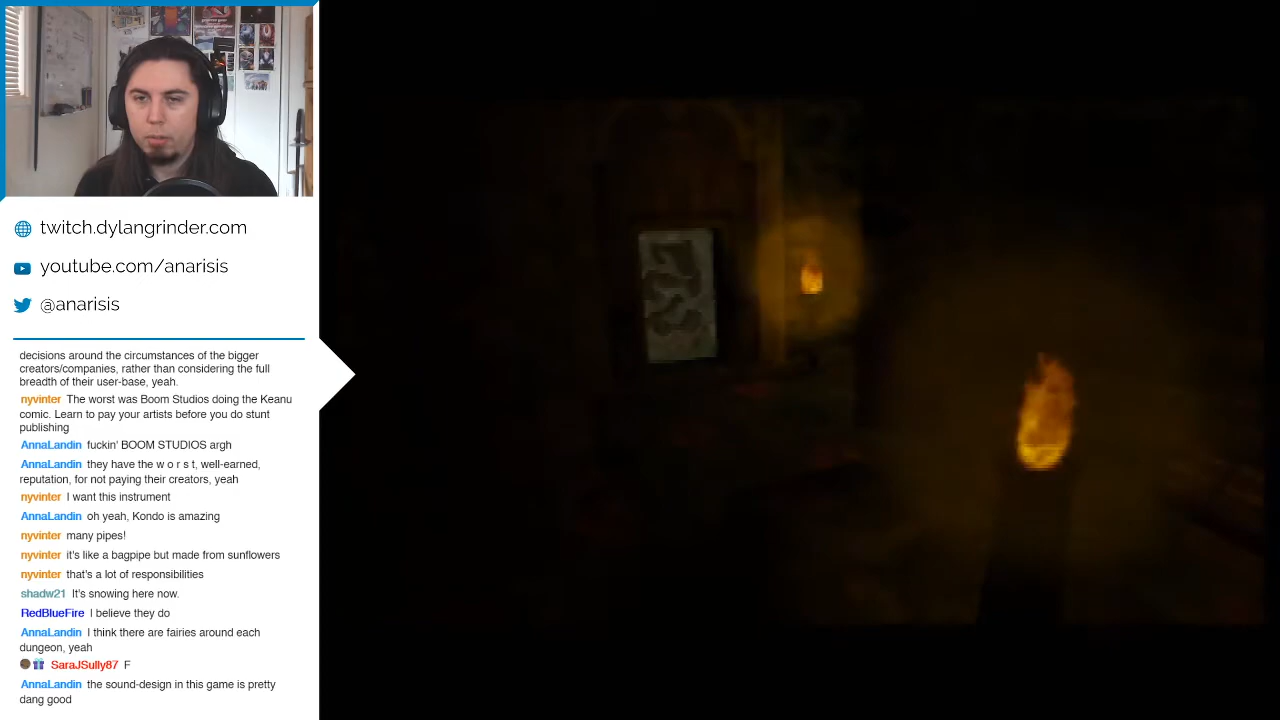 twitch.dylangrinder.com
youtube.com/anarisis
@anarisis
decisions around the circumstances of the bigger
creators/companies, rather than considering the full
breadth of their user-base, yeah.
nyvinter The worst was Boom Studios doing the Keanu
comic. Learn to pay your artists before you do stunt
publishing
AnnaLandin fuckin' BOOM STUDIOS argh
AnnaLandin they have the w o r s t, well-earned,
reputation, for not paying their creators, yeah
nyvinter I want this instrument
AnnaLandin oh yeah, Kondo is amazing
nyvinter many pipes!
nyvinter it's like a bagpipe but made from sunflowers
nyvinter that's a lot of responsibilities
shadw21 It's snowing here now.
RedBlueFire I believe they do
AnnaLandin I think there are fairies around each
dungeon, yeah
SaraJSully87 F
AnnaLandin the sound-design in this game is pretty
dang good